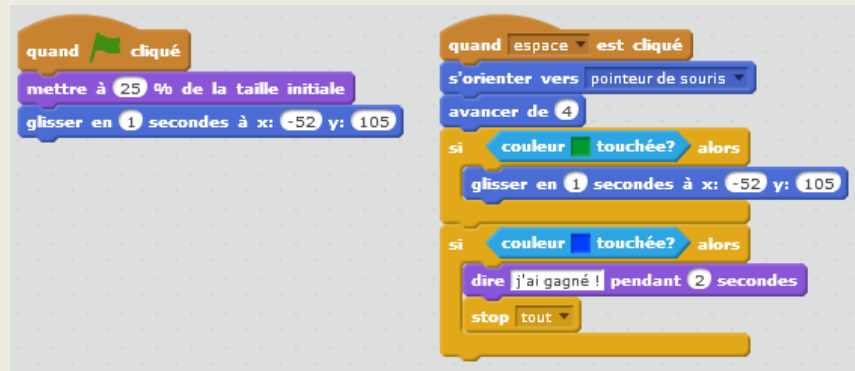 quand cliqué
mettre à 25 % de la taille initiale
glisser en 1 secondes à x: -52 y: 105
quand espace est cliqué
s'orienter vers pointeur de souris
avancer de 4
si couleur touchée? alors
glisser en 1 secondes à x: -52 y: 105
si couleur touchée? alors
dire j'ai gagné ! pendant 2 secondes
stop tout